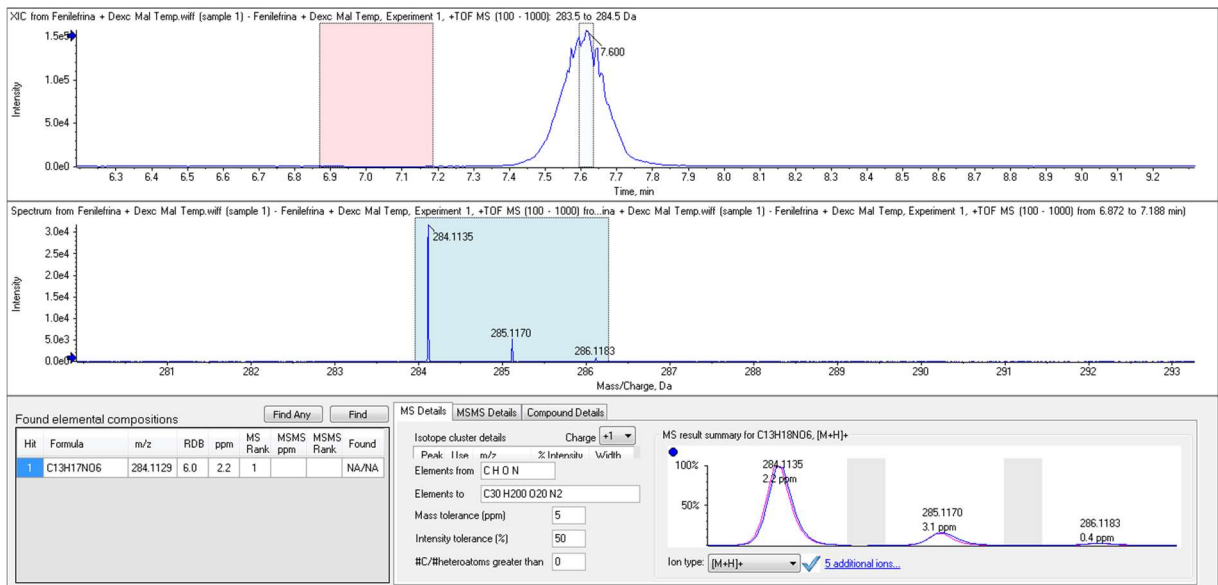 XIC from Fenilefrina + Dexc Mal Temp.wiff (sample 1) - Fenilefrina + Dexc Mal Temp, Experiment 1, +TOF MS (100 - 1000): 283.5 to 284.5 Da
1.5e5
1.0e5
5.0e4
0.0e0
Intensity
7.600
6.3 6.4 6.5 6.6 6.7 6.8 6.9 7.0 7.1 7.2 7.3 7.4 7.5 7.6 7.7 7.8 7.9 8.0 8.1 8.2 8.3 8.4 8.5 8.6 8.7 8.8 8.9 9.0 9.1 9.2
Time, min
Spectrum from Fenilefrina + Dexc Mal Temp.wiff (sample 1) - Fenilefrina + Dexc Mal Temp, Experiment 1, +TOF MS (100 - 1000) fro...ina + Dexc Mal Temp, Experiment 1, +TOF MS (100 - 1000) from 6.872 to 7.188 min)
3.0e4
2.5e4
2.0e4
1.5e4
1.0e4
5.0e3
0.0e0
Intensity
284.1135
285.1170
286.1183
281 282 283 284 285 286 287 288 289 290 291 292 293
Mass/Charge, Da
Found elemental compositions
Find Any Find
Hit Formula m/z RDB ppm MS Rank MSMS ppm MSMS Rank Found
1 C13H17NO6 284.1129 6.0 2.2 1 NA/NA
MS Details MSMS Details Compound Details
Isotope cluster details Charge +1
Peak Use m/z % Intensity Width
Elements from C H O N
Elements to C30 H200 O20 N2
Mass tolerance (ppm) 5
Intensity tolerance (%) 50
#C/#heteroatoms greater than 0
MS result summary for C13H18NO6, [M+H]+
100%
50%
284.1135
2.2 ppm
285.1170
3.1 ppm
286.1183
0.4 ppm
Ion type: [M+H]+ 5 additional ions...